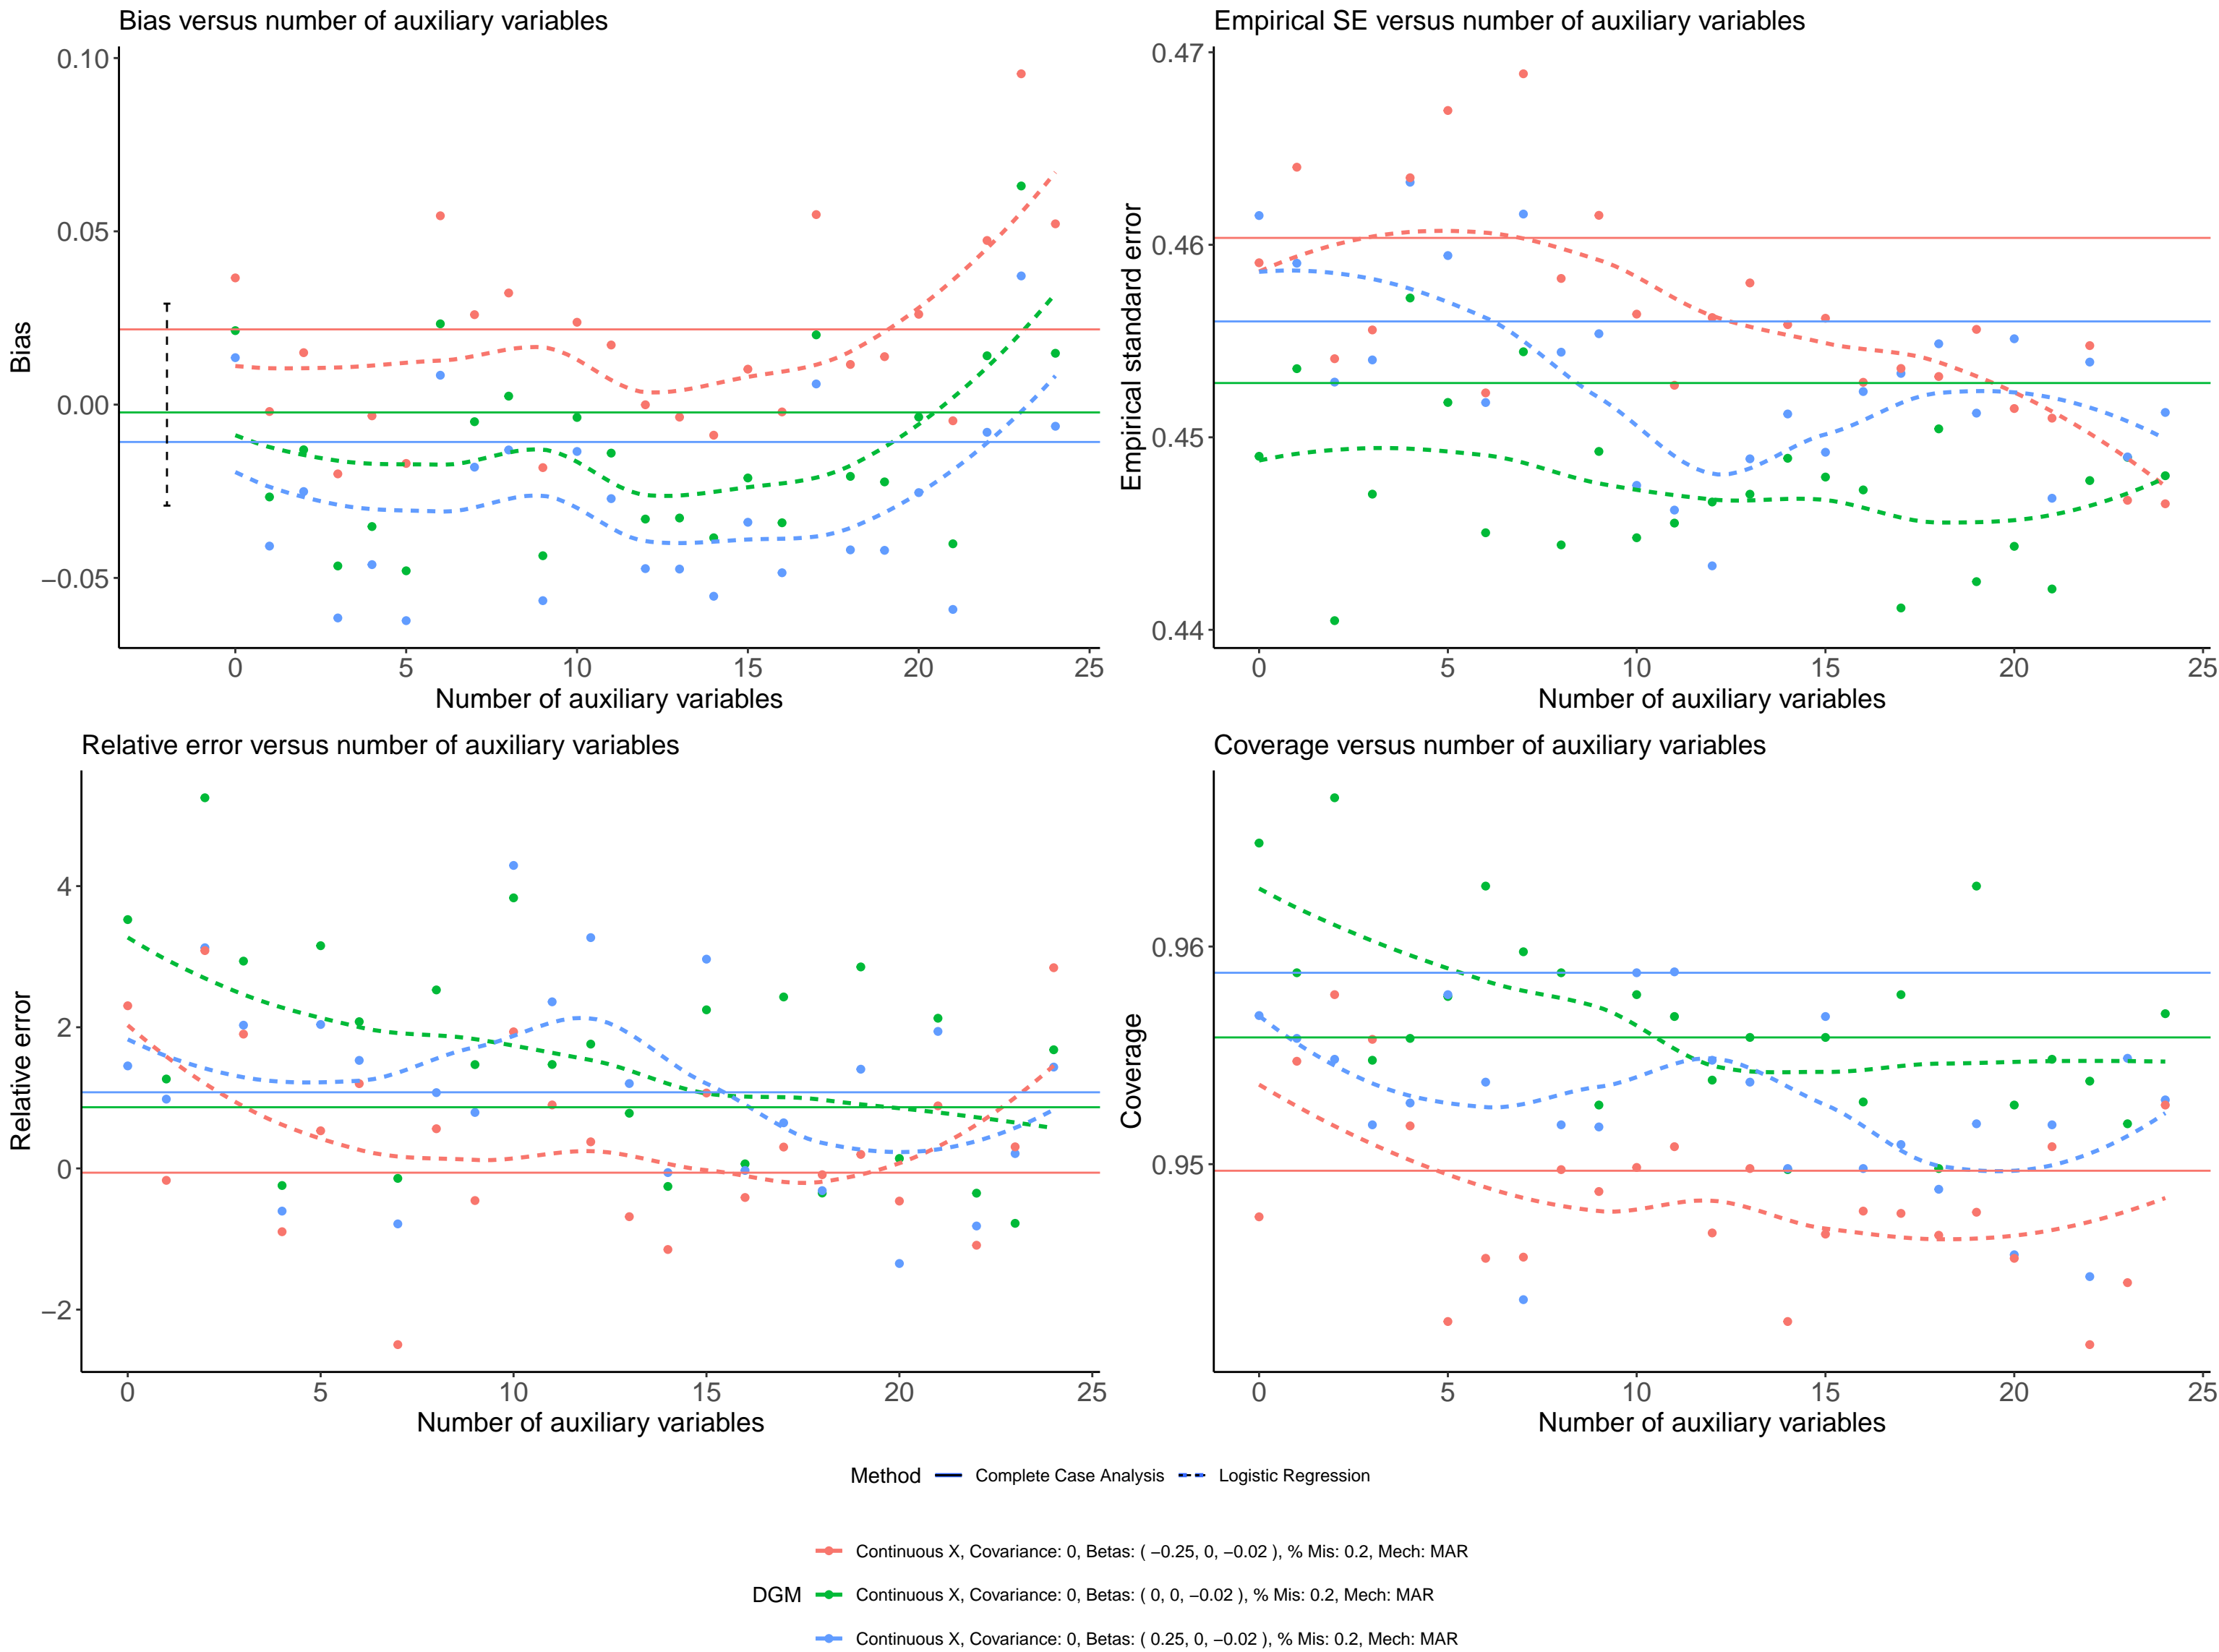 Bias versus number of auxiliary variables
0.10
0.05
0.00
−0.05
Bias
0 5 10 15 20 25
Number of auxiliary variables
Empirical SE versus number of auxiliary variables
0.47
0.46
0.45
0.44
Empirical standard error
0 5 10 15 20 25
Number of auxiliary variables
Relative error versus number of auxiliary variables
4
2
0
−2
Relative error
0 5 10 15 20 25
Number of auxiliary variables
Coverage versus number of auxiliary variables
0.96
0.95
Coverage
0 5 10 15 20 25
Number of auxiliary variables
Method Complete Case Analysis Logistic Regression
Continuous X, Covariance: 0, Betas: ( −0.25, 0, −0.02 ), % Mis: 0.2, Mech: MAR
DGM Continuous X, Covariance: 0, Betas: ( 0, 0, −0.02 ), % Mis: 0.2, Mech: MAR
Continuous X, Covariance: 0, Betas: ( 0.25, 0, −0.02 ), % Mis: 0.2, Mech: MAR